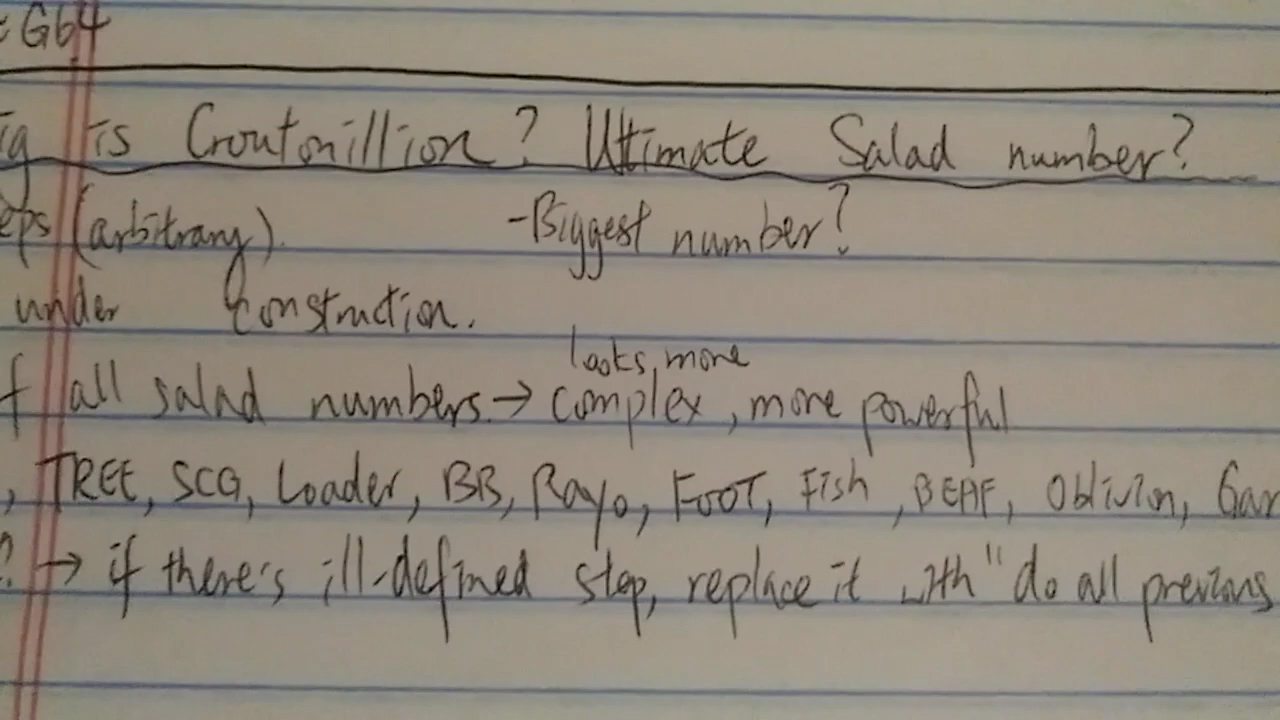 : G64
ig is Croutonillion? Ultimate Salad number?
eps (arbitrary). -Biggest number?
under construction.
looks more
f all salad numbers. → complex, more powerful
, TREE, SCG, Loader, BB, Rayo, FOOT, Fish, BEAF, Oblivion, Gar
? → if there's ill-defined step, replace it with "do all previous